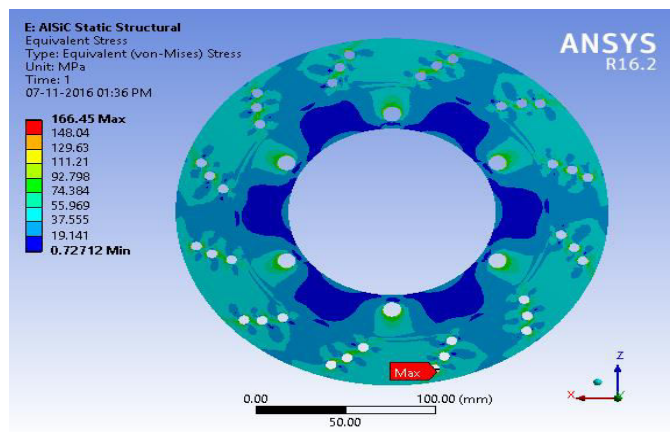 E: AlSiC Static Structural
Equivalent Stress
Type: Equivalent (von-Mises) Stress
Unit: MPa
Time: 1
07-11-2016 01:36 PM
ANSYS
R16.2
166.45 Max
148.04
129.63
111.21
92.798
74.384
55.969
37.555
19.141
0.72712 Min
Max
0.00
100.00 (mm)
50.00
Z
X